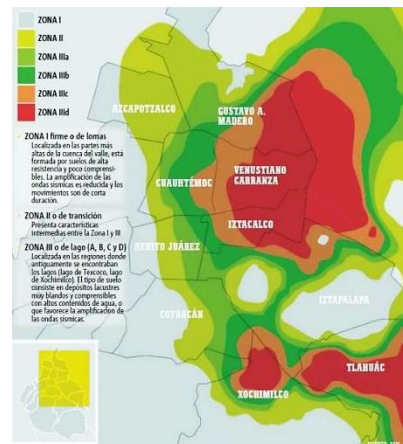 ZONA I
ZONA II
ZONA IIIa
ZONA IIIb
ZONA IIIc
ZONA IIId
ZONA I firme o de lomas
Localizada en las partes más
altas de la cuenca del valle, está
formada por suelos de alta
resistencia y poco compresi-
bles. La amplificación de las
ondas sísmicas es reducida y los
movimientos son de corta
duración.
ZONA II o de transición
Presenta características
intermedias entre la Zona I y III
ZONA III o de lago (A, B, C y D)
Localizada en las regiones donde
antiguamente se encontraban
los lagos (lago de Texcoco, lago
de Xochimilco). El tipo de suelo
consiste en depósitos lacustres
muy blandos y compresibles
con altos contenidos de agua, o
que favorece la amplificación de
las ondas sísmicas.
AZCAPOTZALCO
GUSTAVO A.
MADERO
CUAUHTÉMOC
VENUSTIANO
CARRANZA
IZTACALCO
BENITO JUÁREZ
IZTAPALAPA
COYOACÁN
TLAHUÁC
XOCHIMILCO